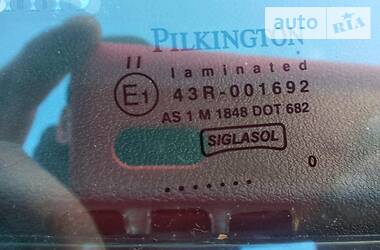 auto RIA
PILKINGTON
II
laminated
E1 43R-001692
AS 1 M 1848 DOT 682
SIGLASOL
0
.......